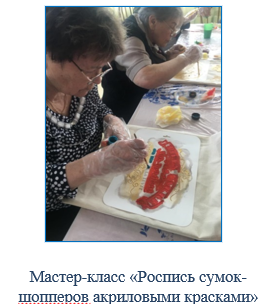 Мастер-класс «Роспись сумок-
шопперов акриловыми красками»